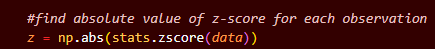 #find absolute value of z-score for each observation
z = np.abs(stats.zscore(data))